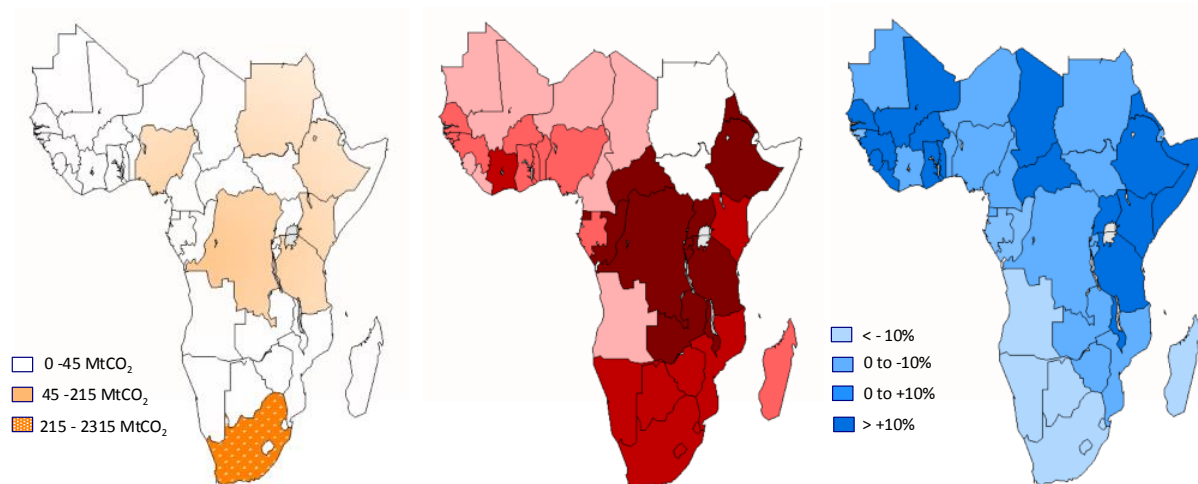 0 -45 MtCO₂
45 -215 MtCO₂
215 - 2315 MtCO₂
< - 10%
0 to -10%
0 to +10%
> +10%